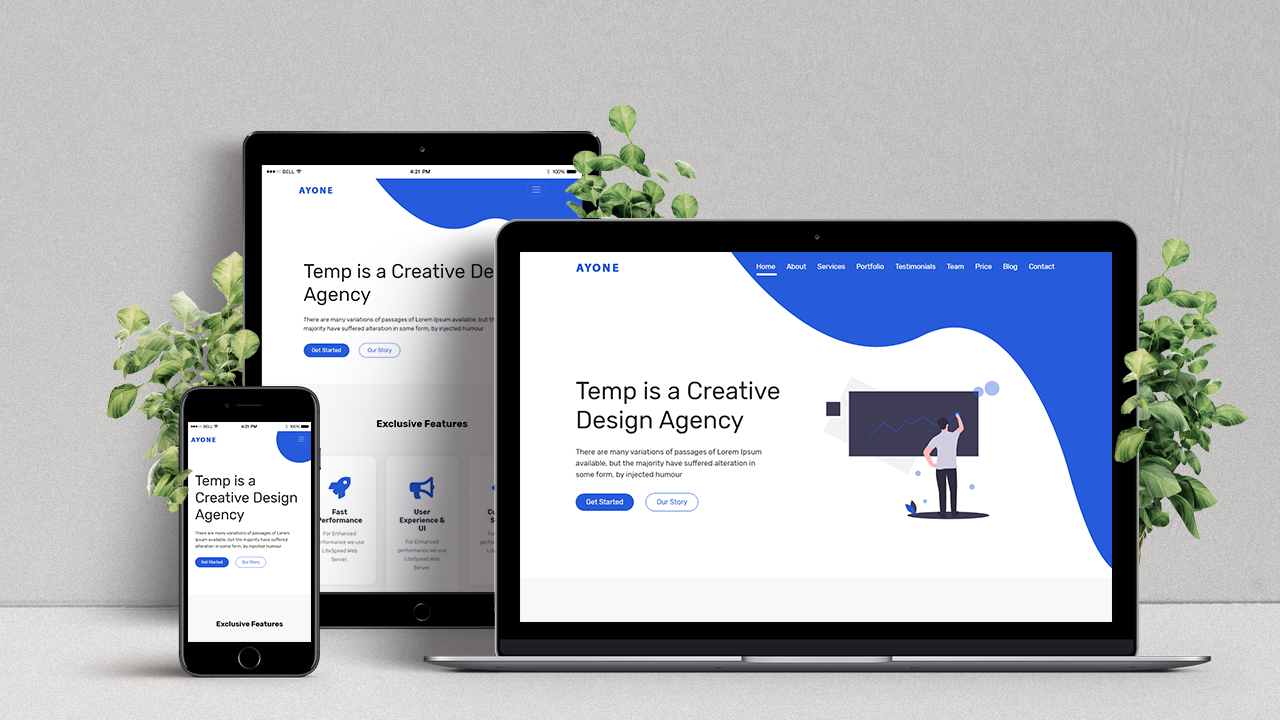 BELL
4:21 PM
100%
AYONE
Temp is a Creative De
Agency
There are many variations of passages of Lorem Ipsum available, but th
majority have suffered alteration in some form, by injected humour
Get Started
Our Story
Exclusive Features
Fast
Performance
For Enhanced
performance we use
LiteSpeed Web
Server.
User
Experience &
UI
For Enhanced
performance we use
LiteSpeed Web
Server
BELL
4:21 PM
100%
AYONE
Temp is a
Creative Design
Agency
There are many variations of passages of Lorem
Ipsum available, but the majority have suffered
alteration in some form, by injected humour
Get Started
Our Story
Exclusive Features
AYONE
Home
About
Services
Portfolio
Testimonials
Team
Price
Blog
Contact
Temp is a Creative
Design Agency
There are many variations of passages of Lorem Ipsum
available, but the majority have suffered alteration in
some form, by injected humour
Get Started
Our Story